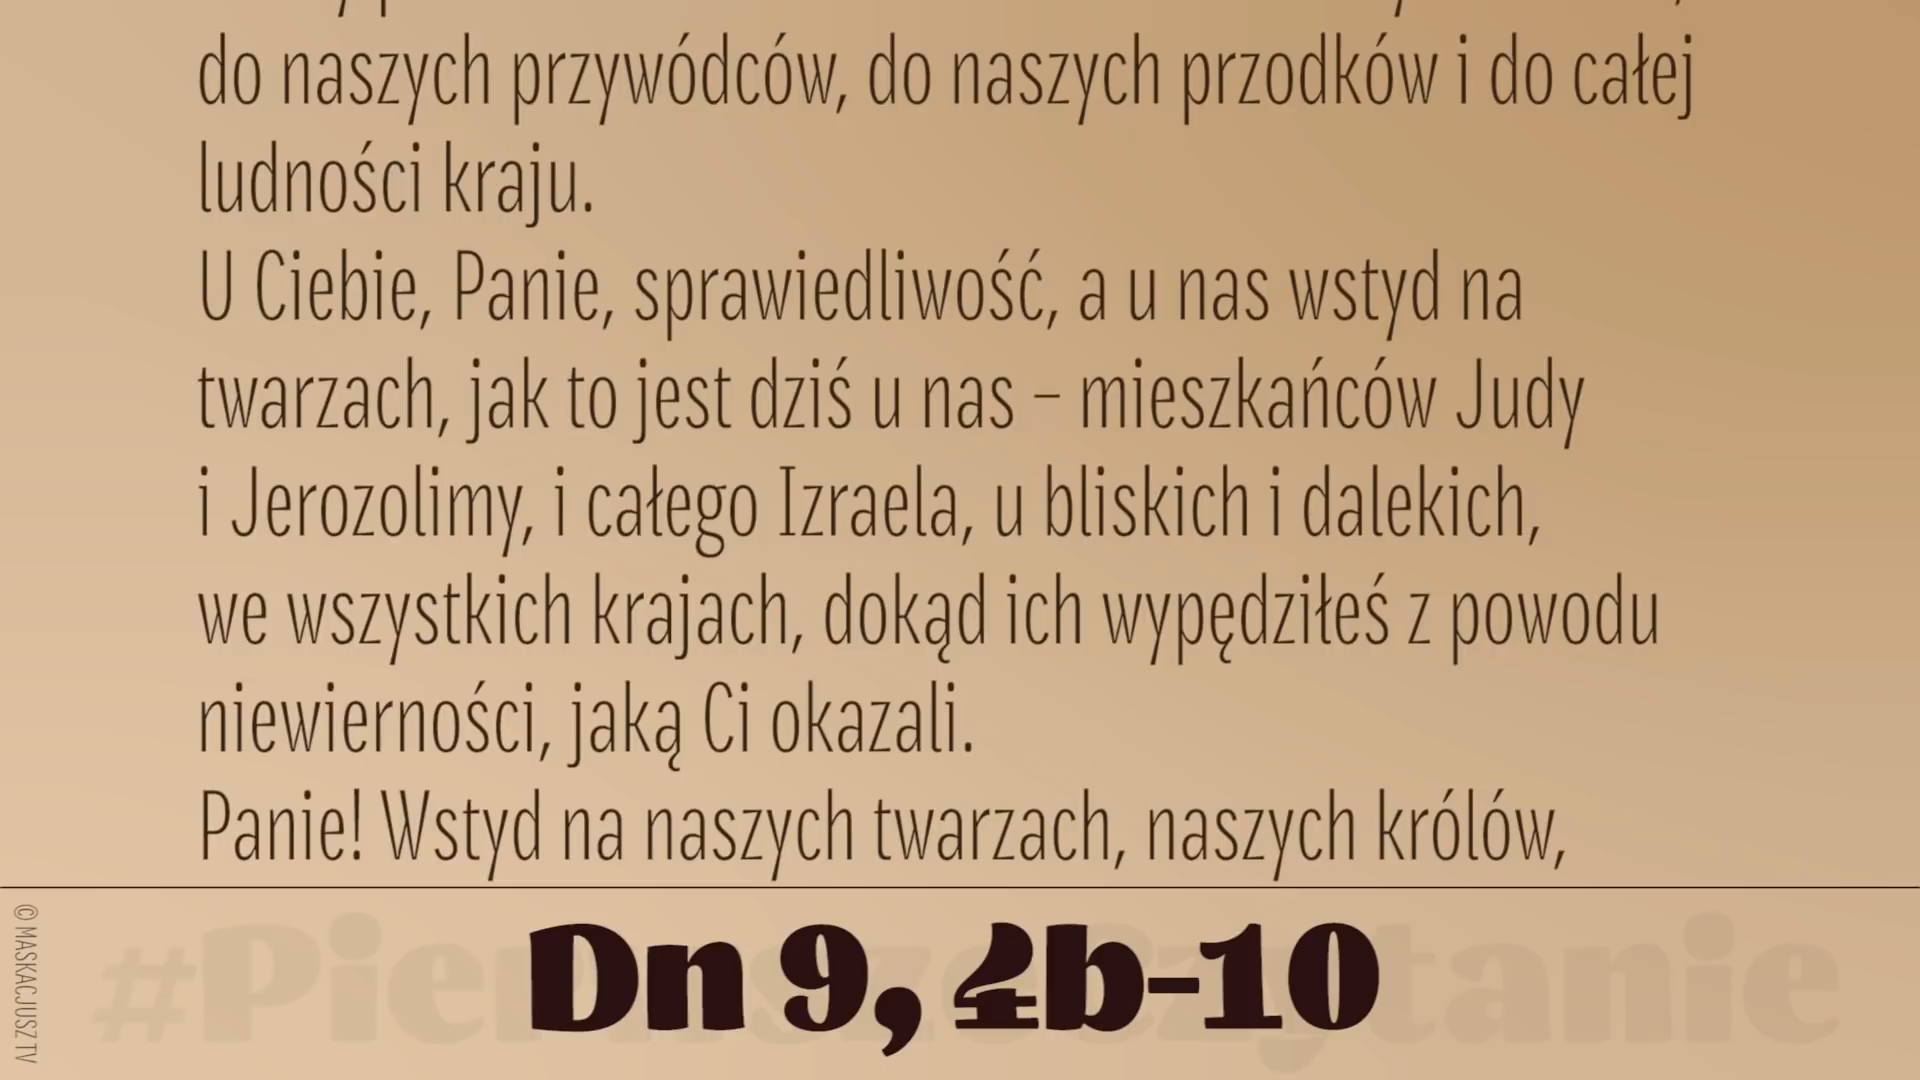 do naszych przywódców, do naszych przodków i do całej
ludności kraju.
U Ciebie, Panie, sprawiedliwość, a u nas wstyd na
twarzach, jak to jest dziś u nas – mieszkańców Judy
i Jerozolimy, i całego Izraela, u bliskich i dalekich,
we wszystkich krajach, dokąd ich wypędziłeś z powodu
niewierności, jaką Ci okazali.
Panie! Wstyd na naszych twarzach, naszych królów,
#Pierwsze Czytanie
Dn 9, 4b-10
© MASKACJUSZ TV